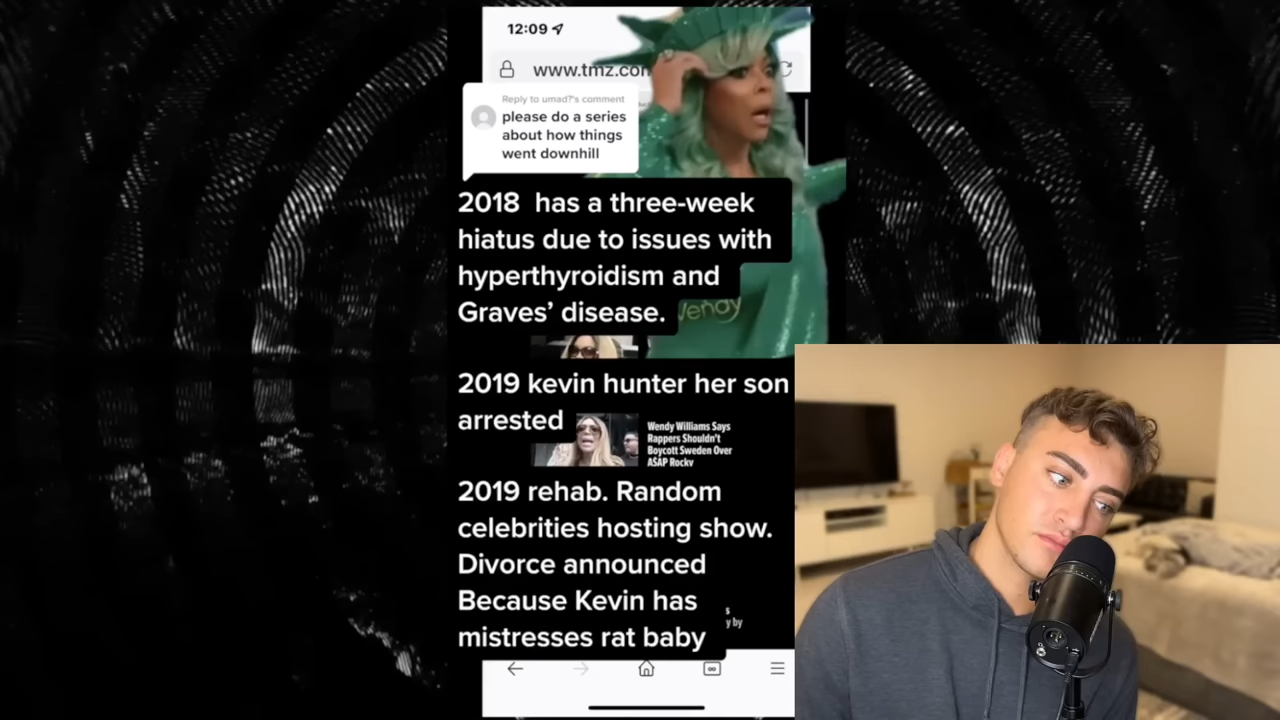 12:09
www.tmz.com
Reply to umad?'s comment
please do a series
about how things
went downhill
2018 has a three-week
hiatus due to issues with
hyperthyroidism and
Graves' disease.
Wendy
2019 kevin hunter her son
arrested
Wendy Williams Says
Rappers Shouldn't
Boycott Sweden Over
ASAP Rocky
2019 rehab. Random
celebrities hosting show.
Divorce announced
Because Kevin has
mistresses rat baby